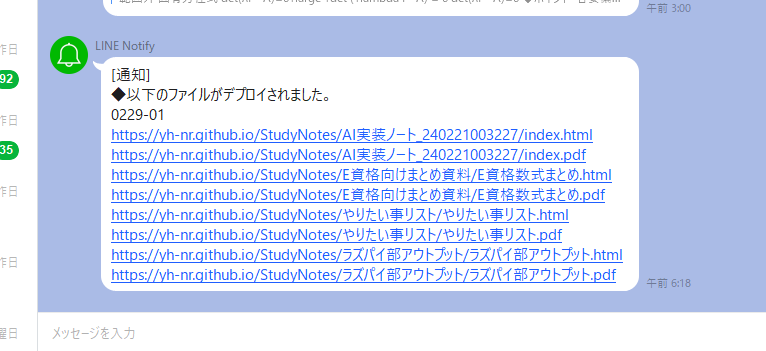 午前 3:00
昨日
LINE Notify
[通知]
◆以下のファイルがデプロイされました。
0229-01
https://yh-nr.github.io/StudyNotes/AI実装ノート_240221003227/index.html
https://yh-nr.github.io/StudyNotes/AI実装ノート_240221003227/index.pdf
https://yh-nr.github.io/StudyNotes/E資格向けまとめ資料/E資格数式まとめ.html
https://yh-nr.github.io/StudyNotes/E資格向けまとめ資料/E資格数式まとめ.pdf
https://yh-nr.github.io/StudyNotes/やりたい事リスト/やりたい事リスト.html
https://yh-nr.github.io/StudyNotes/やりたい事リスト/やりたい事リスト.pdf
https://yh-nr.github.io/StudyNotes/ラズパイ部アウトプット/ラズパイ部アウトプット.html
https://yh-nr.github.io/StudyNotes/ラズパイ部アウトプット/ラズパイ部アウトプット.pdf
午前 6:18
92
昨日
35
昨日
昨日
曜日
メッセージを入力